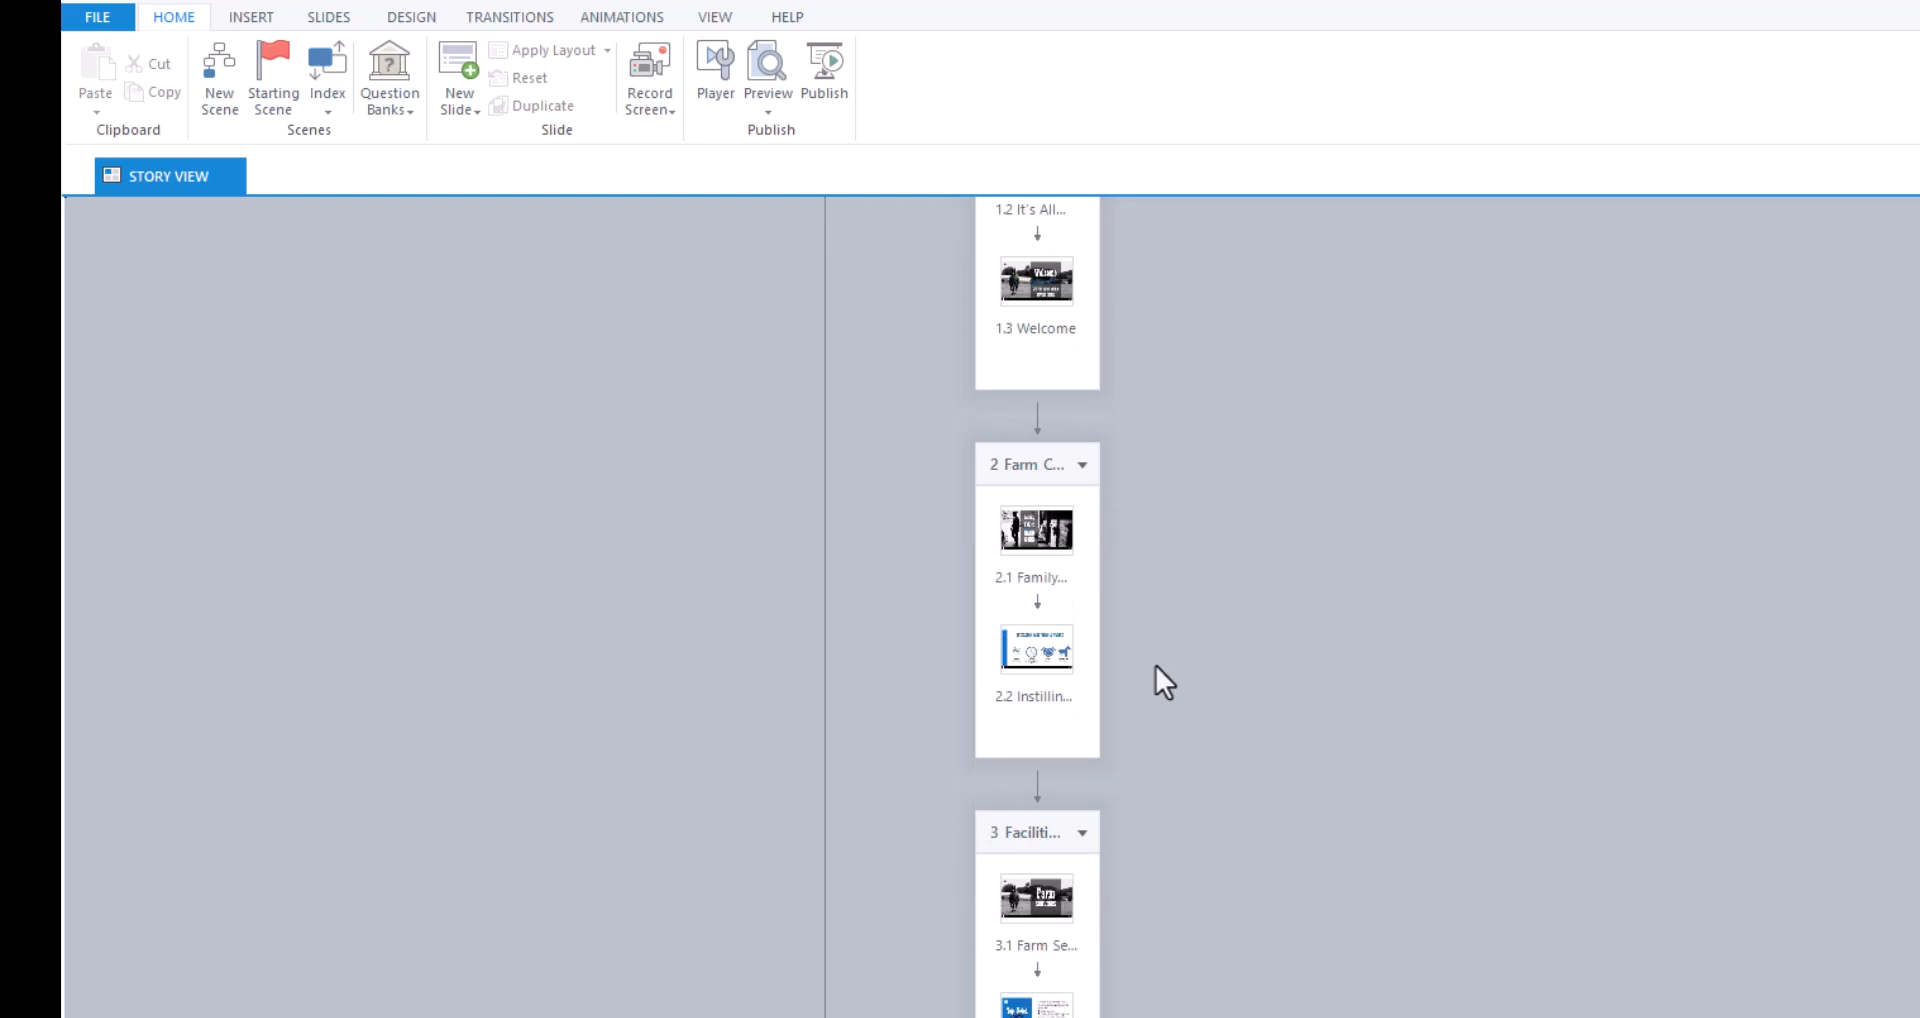 FILE HOME INSERT SLIDES DESIGN TRANSITIONS ANIMATIONS VIEW HELP
Paste
Cut
Copy
Clipboard
New
Scene
Starting
Scene
Index
Scenes
Question
Banks
New
Slide
Apply Layout
Reset
Duplicate
Slide
Record
Screen
Player
Preview
Publish
Publish
STORY VIEW
1.2 It's All...
Welcome
1.3 Welcome
2 Farm C...
2.1 Family...
2.2 Instillin...
3 Faciliti...
Farm
3.1 Farm Se...